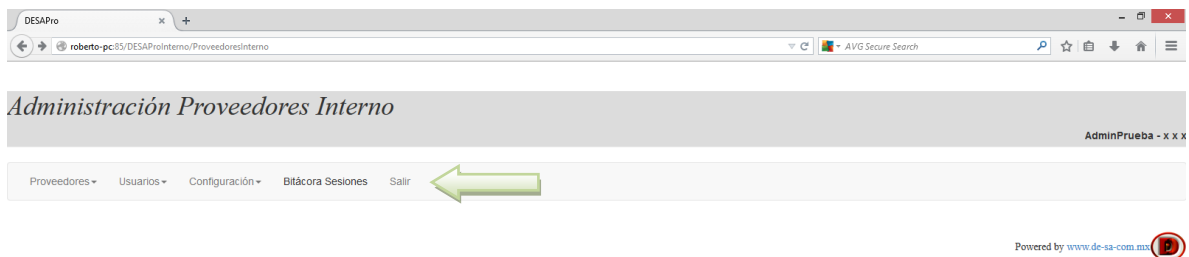 DESAPro
roberto-pc:85/DESAProInterno/ProveedoresInterno
AVG Secure Search
Administración Proveedores Interno
AdminPrueba - x x x
Proveedores Usuarios Configuración Bitácora Sesiones Salir
Powered by www.de-sa-com.mx